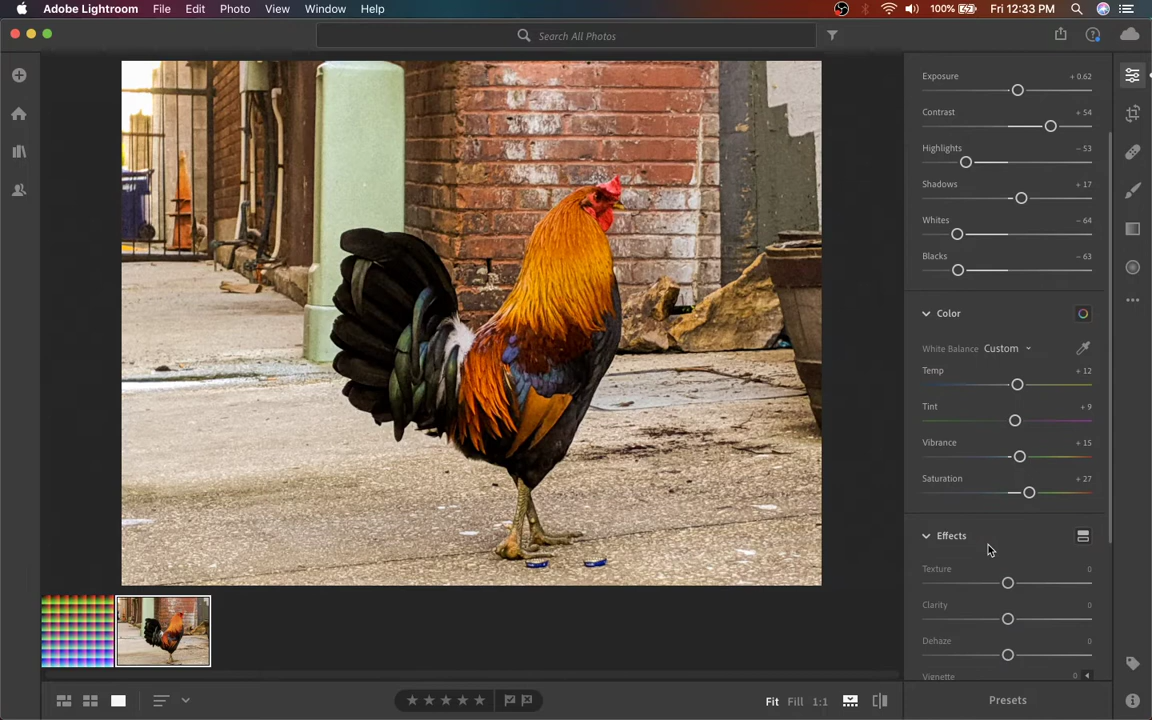 Adobe Lightroom File Edit Photo View Window Help 100% Fri 12:33 PM
Search All Photos
Exposure + 0.62
Contrast + 54
Highlights – 53
Shadows + 17
Whites – 64
Blacks – 63
Color
White Balance Custom
Temp + 12
Tint + 9
Vibrance + 15
Saturation + 27
Effects
Texture 0
Clarity 0
Dehaze 0
Vignette 0
Fit Fill 1:1 Presets